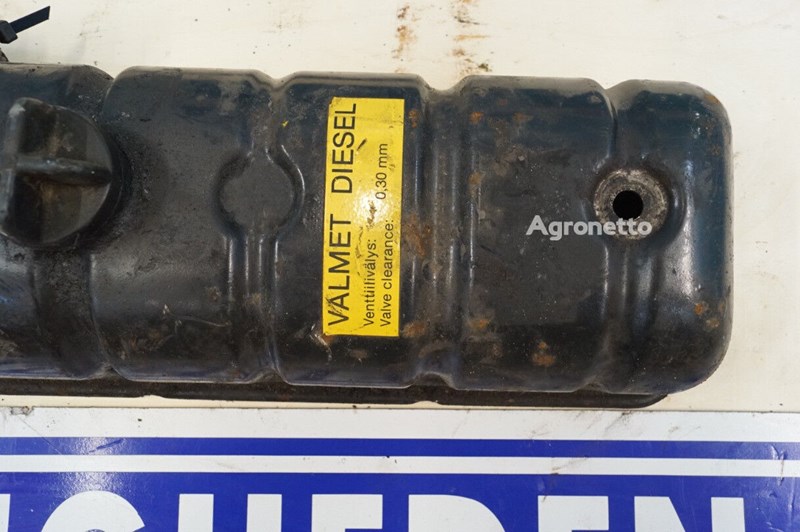 VALMET DIESEL
Venttiilivälys:
Valve clearance: 0,30 mm
Agronetto